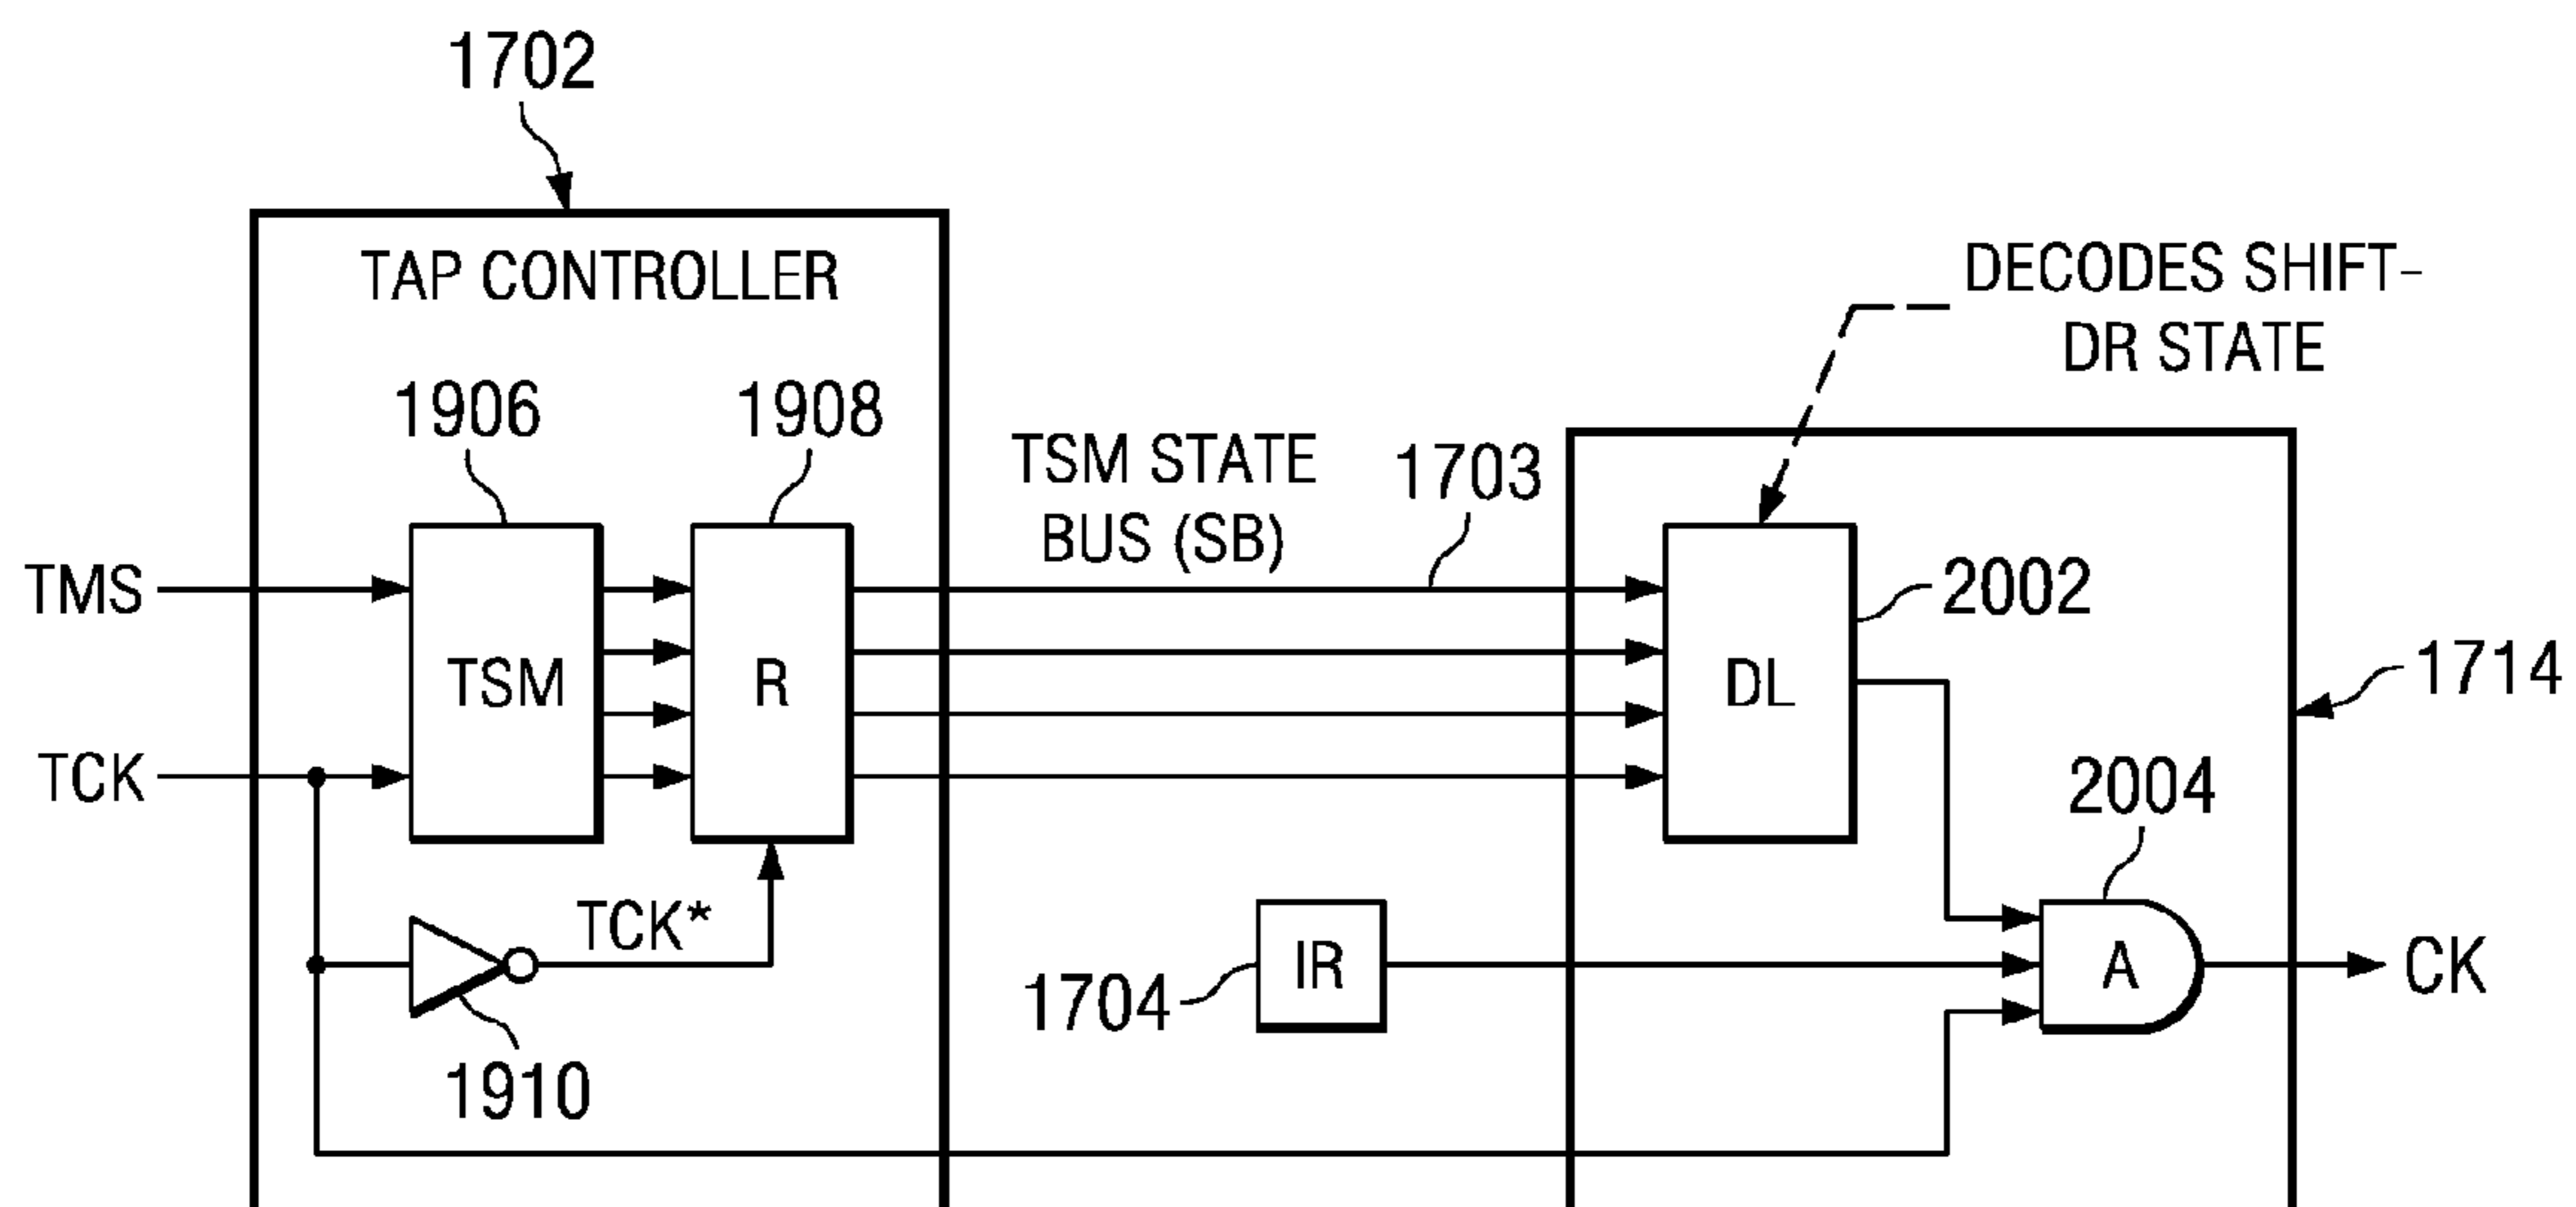 1702
TAP CONTROLLER
DECODES SHIFT-
DR STATE
1906
1908
TSM STATE
BUS (SB)
1703
TMS
TSM
R
DL
2002
1714
TCK
2004
TCK*
1704
IR
A
CK
1910